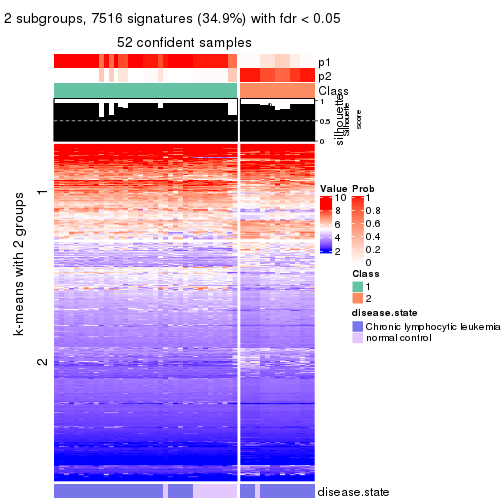 2 subgroups, 7516 signatures (34.9%) with fdr < 0.05
52 confident samples
p1
p2
Class
1
0.5
0
silhouette
Silhouette
score
k-means with 2 groups
1
2
Value
10
8
6
4
2
Prob
1
0.8
0.6
0.4
0.2
0
Class
1
2
disease.state
Chronic lymphocytic leukemia
normal control
disease.state